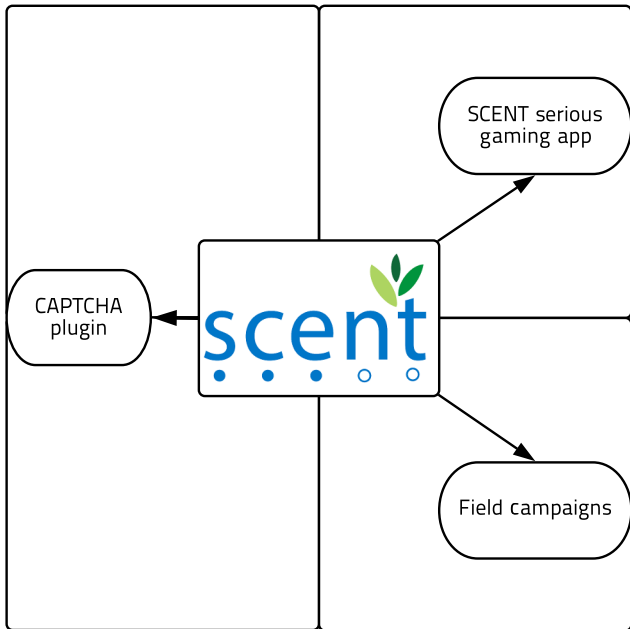 SCENT serious
gaming app
CAPTCHA
plugin
scent
Field campaigns